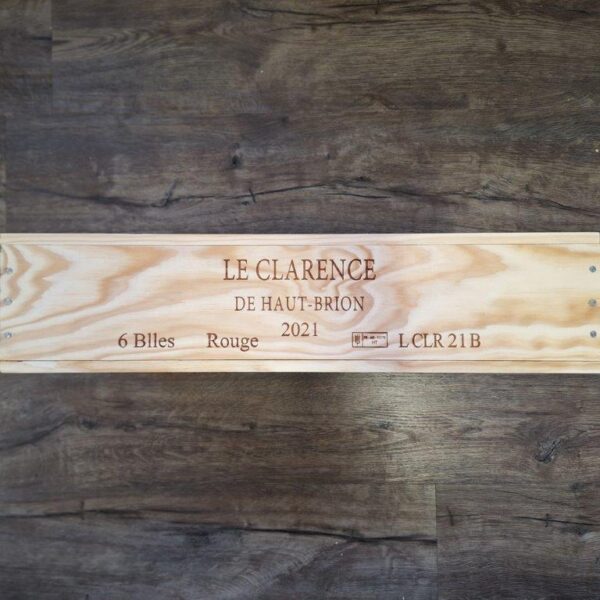 LE CLARENCE
DE HAUT-BRION
2021
6 Blles Rouge LCLR21B